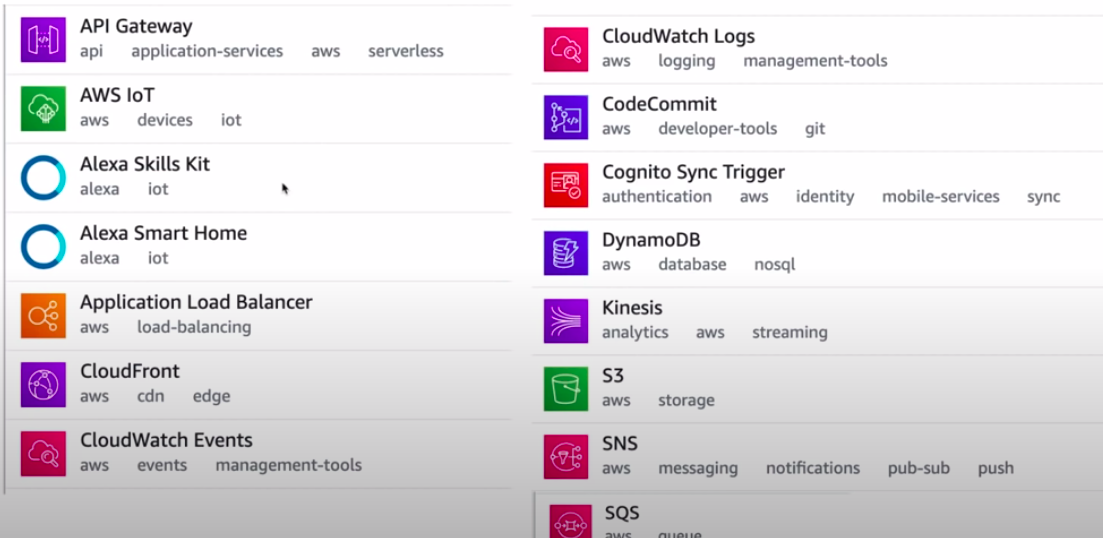 API Gateway
api application-services aws serverless
AWS IoT
aws devices iot
Alexa Skills Kit
alexa iot
Alexa Smart Home
alexa iot
Application Load Balancer
aws load-balancing
CloudFront
aws cdn edge
CloudWatch Events
aws events management-tools
CloudWatch Logs
aws logging management-tools
CodeCommit
aws developer-tools git
Cognito Sync Trigger
authentication aws identity mobile-services sync
DynamoDB
aws database nosql
Kinesis
analytics aws streaming
S3
aws storage
SNS
aws messaging notifications pub-sub push
SQS
aws queue